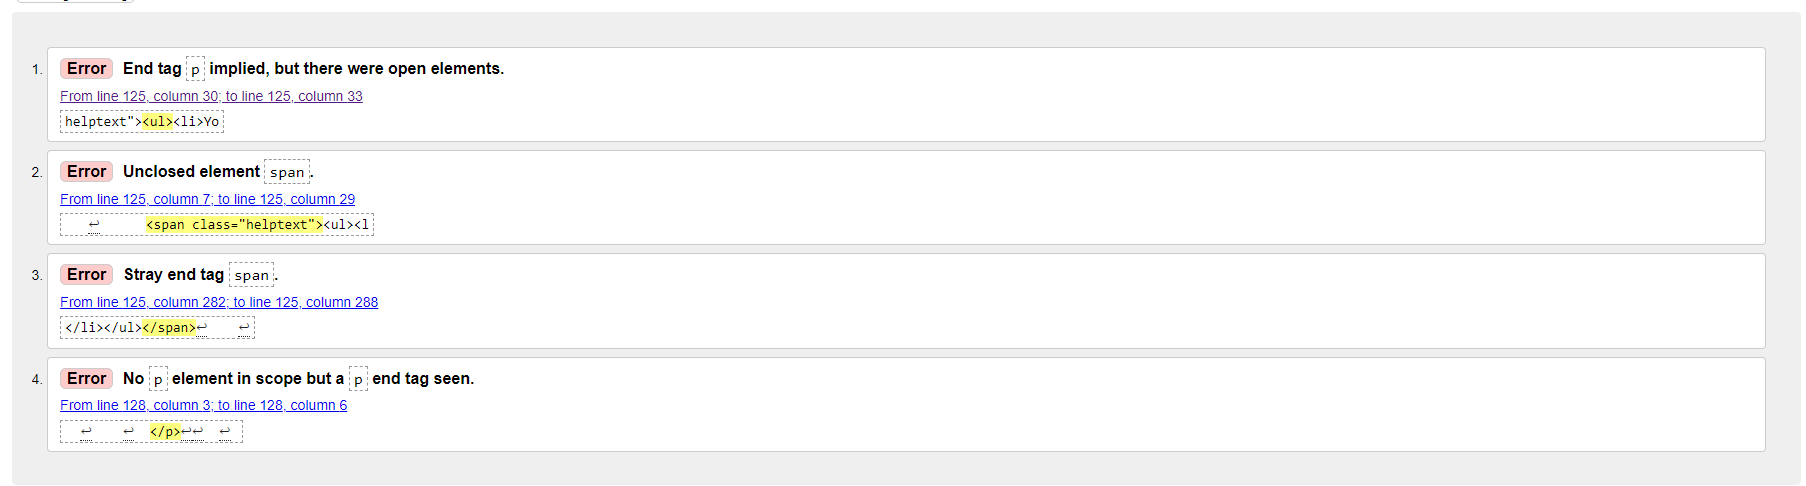 1. Error End tag p implied, but there were open elements.
From line 125, column 30; to line 125, column 33
helptext"><ul><li>Yo
2. Error Unclosed element span.
From line 125, column 7; to line 125, column 29
↩ <span class="helptext"><ul><l
3. Error Stray end tag span.
From line 125, column 282; to line 125, column 288
</li></ul></span>↩ ↩
4. Error No p element in scope but a p end tag seen.
From line 128, column 3; to line 128, column 6
↩ ↩ </p>↩↩ ↩